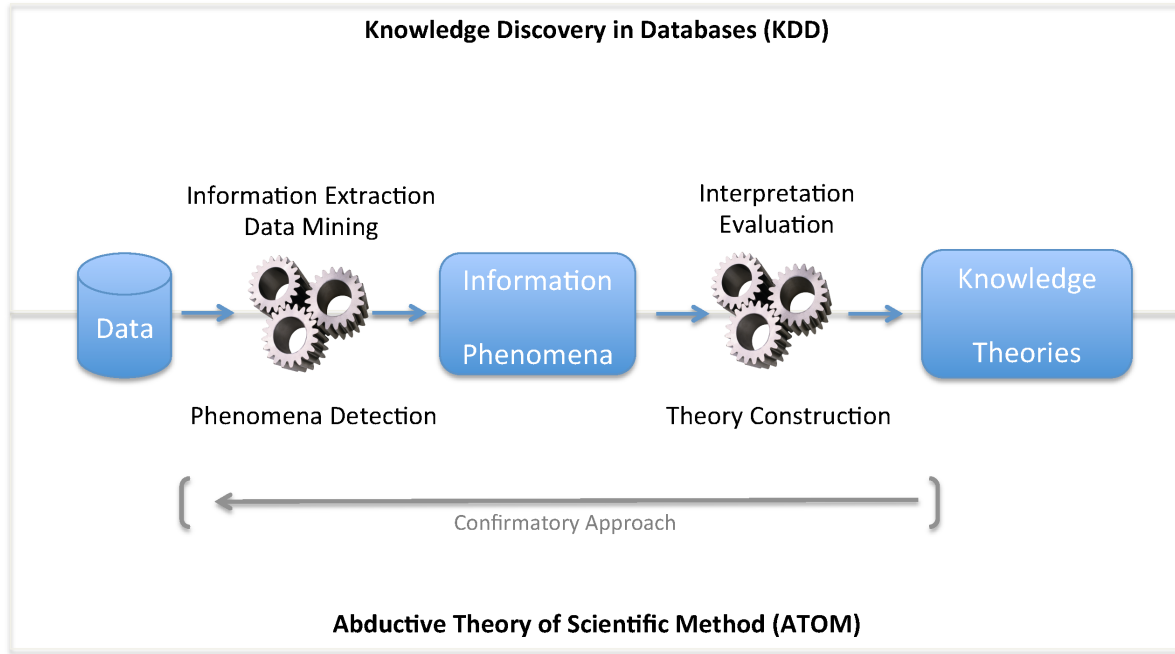 Knowledge Discovery in Databases (KDD)
Information Extraction
Data Mining
Interpretation
Evaluation
Data
Information
Phenomena
Knowledge
Theories
Phenomena Detection
Theory Construction
Confirmatory Approach
Abductive Theory of Scientific Method (ATOM)